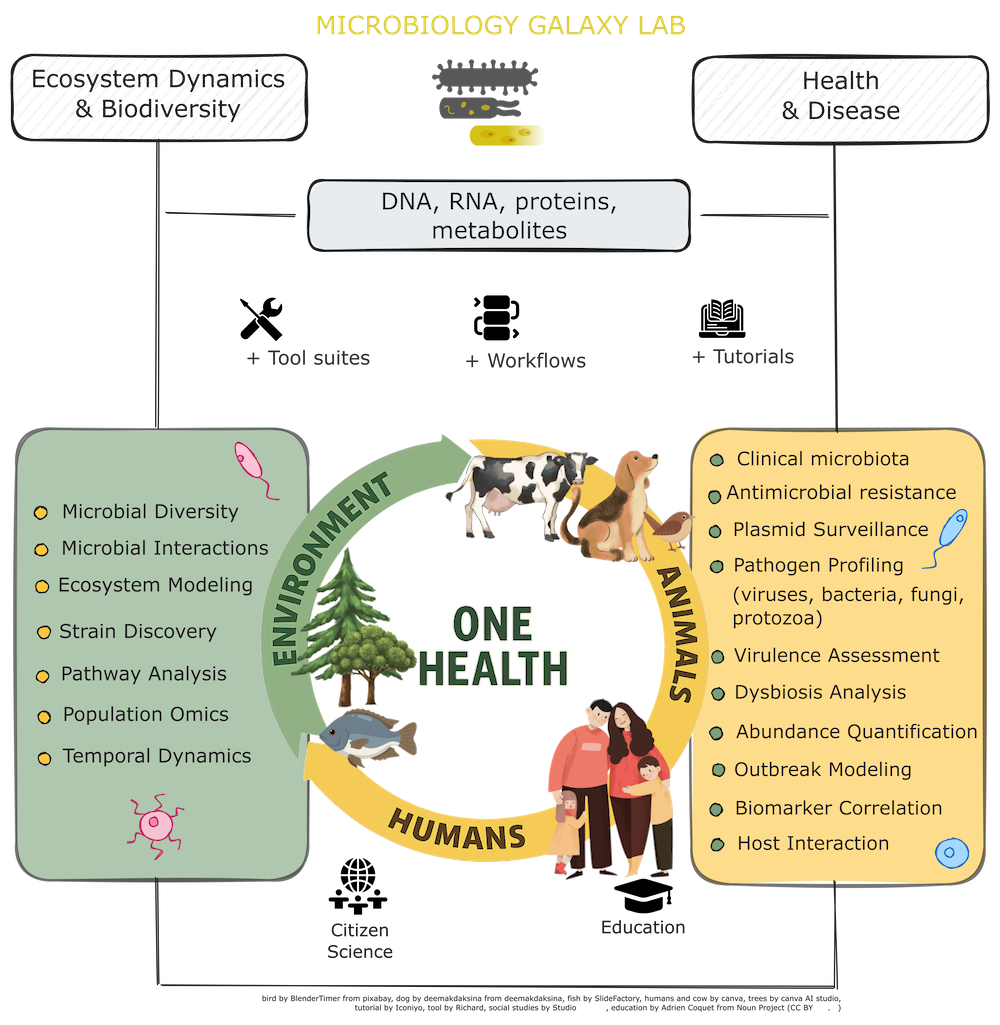 MICROBIOLOGY GALAXY LAB
Ecosystem Dynamics
& Biodiversity
Health
& Disease
DNA, RNA, proteins,
metabolites
+ Tool suites
+ Workflows
+ Tutorials
Microbial Diversity
Microbial Interactions
Ecosystem Modeling
Strain Discovery
Pathway Analysis
Population Omics
Temporal Dynamics
ENVIRONMENT
ANIMALS
HUMANS
ONE
HEALTH
Clinical microbiota
Antimicrobial resistance
Plasmid Surveillance
Pathogen Profiling
(viruses, bacteria, fungi,
protozoa)
Virulence Assessment
Dysbiosis Analysis
Abundance Quantification
Outbreak Modeling
Biomarker Correlation
Host Interaction
Citizen
Science
Education
bird by BlenderTimer from pixabay, dog by deemakdaksina from deemakdaksina, fish by SlideFactory, humans and cow by canva, trees by canva AI studio,
tutorial by Iconiyo, tool by Richard, social studies by Studio , education by Adrien Coquet from Noun Project (CC BY . )